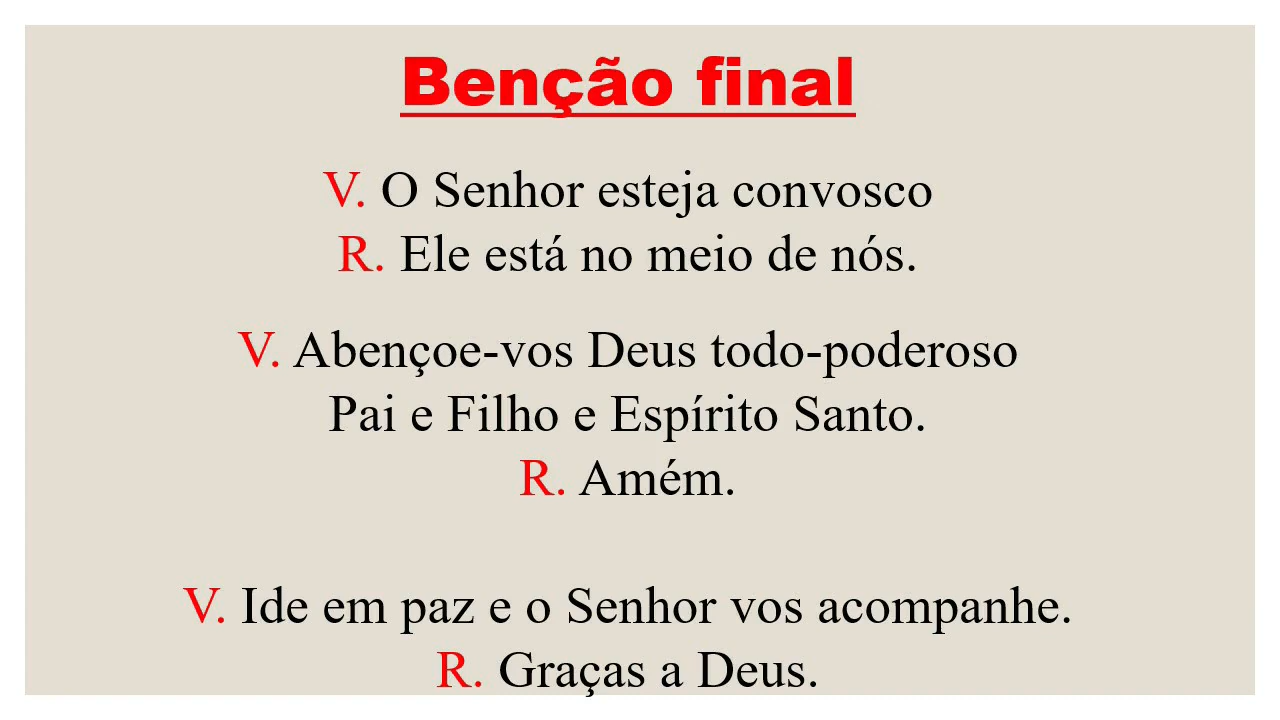 Benção final
V. O Senhor esteja convosco
R. Ele está no meio de nós.
V. Abençoe-vos Deus todo-poderoso
Pai e Filho e Espírito Santo.
R. Amém.
V. Ide em paz e o Senhor vos acompanhe.
R. Graças a Deus.